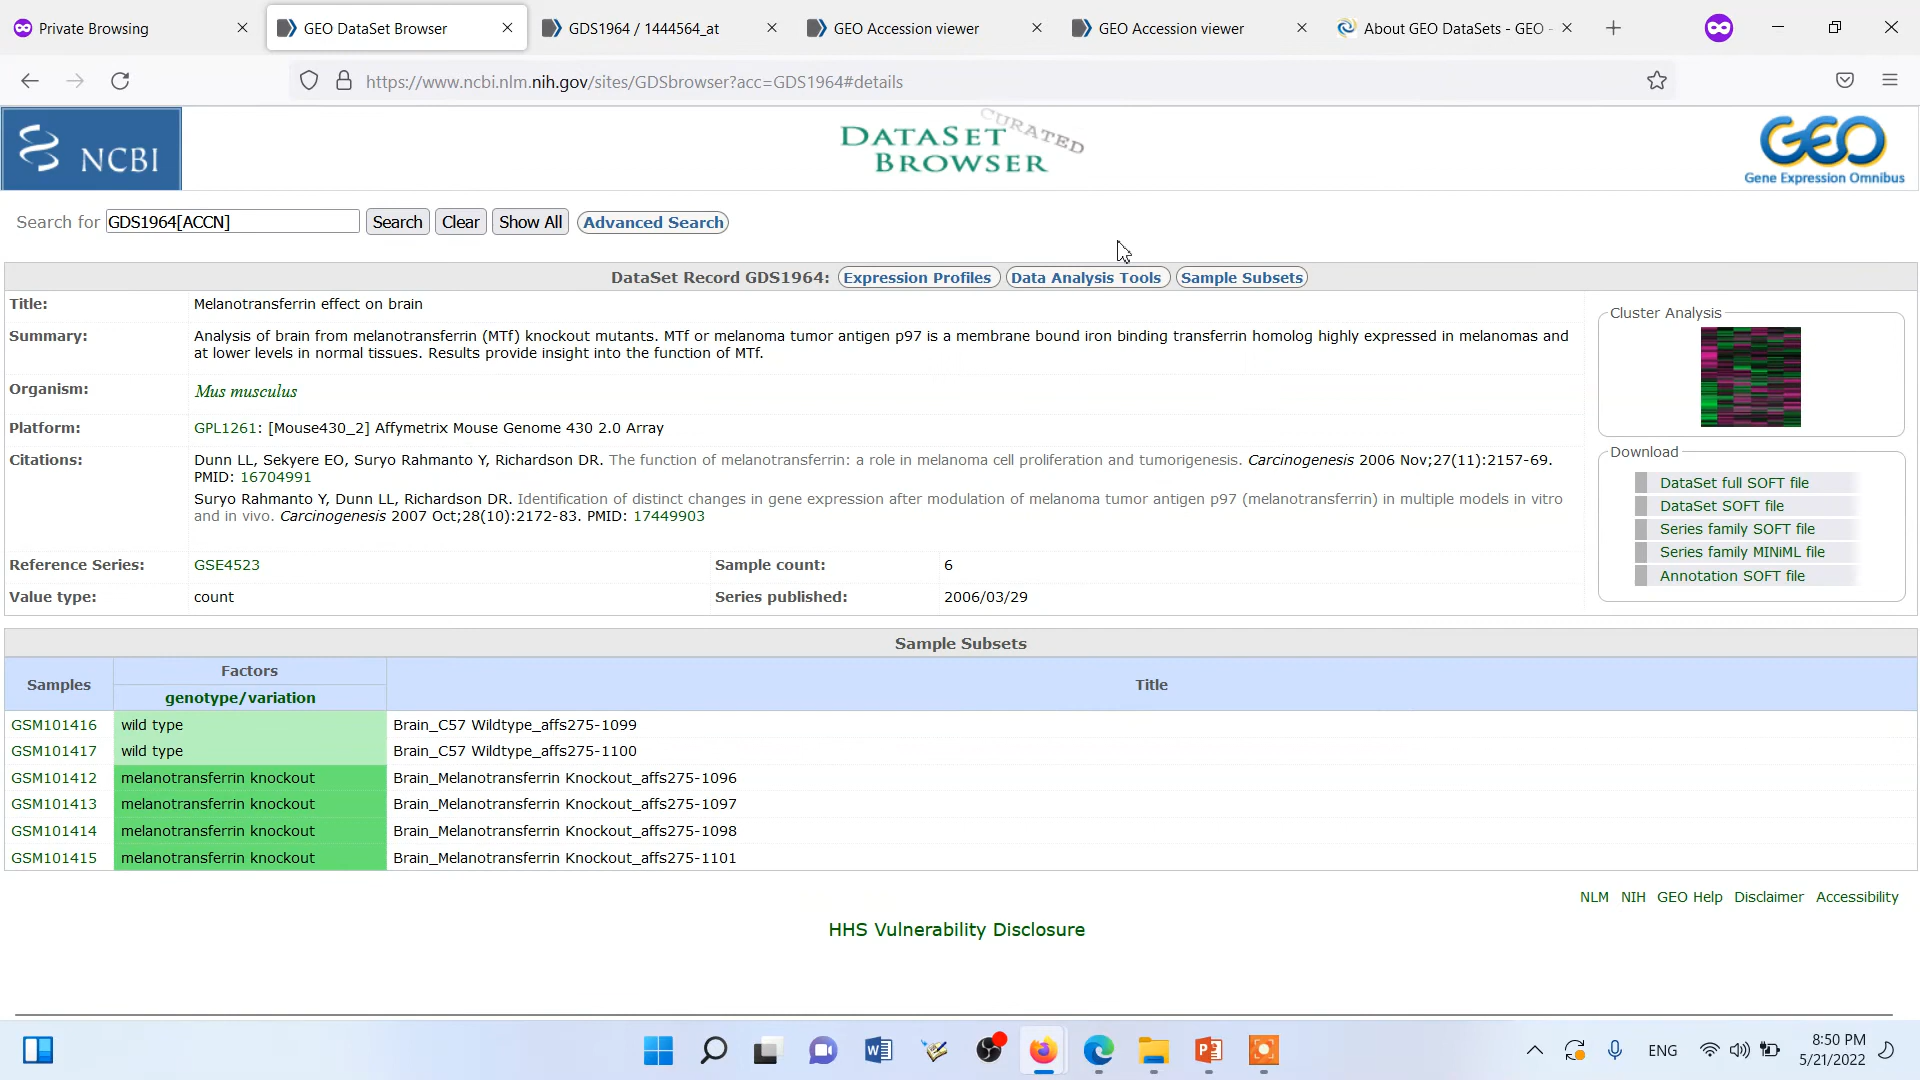 Private Browsing
GEO DataSet Browser
GDS1964 / 1444564_at
GEO Accession viewer
GEO Accession viewer
About GEO DataSets - GEO -
https://www.ncbi.nlm.nih.gov/sites/GDSbrowser?acc=GDS1964#details
NCBI
DATASET
BROWSER
CURATED
GEO
Gene Expression Omnibus
Search for GDS1964[ACCN] Search Clear Show All Advanced Search
DataSet Record GDS1964: Expression Profiles Data Analysis Tools Sample Subsets
Title: Melanotransferrin effect on brain
Summary: Analysis of brain from melanotransferrin (MTf) knockout mutants. MTf or melanoma tumor antigen p97 is a membrane bound iron binding transferrin homolog highly expressed in melanomas and
at lower levels in normal tissues. Results provide insight into the function of MTf.
Organism: Mus musculus
Platform: GPL1261: [Mouse430_2] Affymetrix Mouse Genome 430 2.0 Array
Citations: Dunn LL, Sekyere EO, Suryo Rahmanto Y, Richardson DR. The function of melanotransferrin: a role in melanoma cell proliferation and tumorigenesis. Carcinogenesis 2006 Nov;27(11):2157-69.
PMID: 16704991
Suryo Rahmanto Y, Dunn LL, Richardson DR. Identification of distinct changes in gene expression after modulation of melanoma tumor antigen p97 (melanotransferrin) in multiple models in vitro
and in vivo. Carcinogenesis 2007 Oct;28(10):2172-83. PMID: 17449903
Reference Series: GSE4523 Sample count: 6
Value type: count Series published: 2006/03/29
Cluster Analysis
Download
DataSet full SOFT file
DataSet SOFT file
Series family SOFT file
Series family MINiML file
Annotation SOFT file
Sample Subsets
Samples Factors Title
genotype/variation
GSM101416 wild type Brain_C57 Wildtype_affs275-1099
GSM101417 wild type Brain_C57 Wildtype_affs275-1100
GSM101412 melanotransferrin knockout Brain_Melanotransferrin Knockout_affs275-1096
GSM101413 melanotransferrin knockout Brain_Melanotransferrin Knockout_affs275-1097
GSM101414 melanotransferrin knockout Brain_Melanotransferrin Knockout_affs275-1098
GSM101415 melanotransferrin knockout Brain_Melanotransferrin Knockout_affs275-1101
NLM NIH GEO Help Disclaimer Accessibility
HHS Vulnerability Disclosure
ENG
8:50 PM
5/21/2022